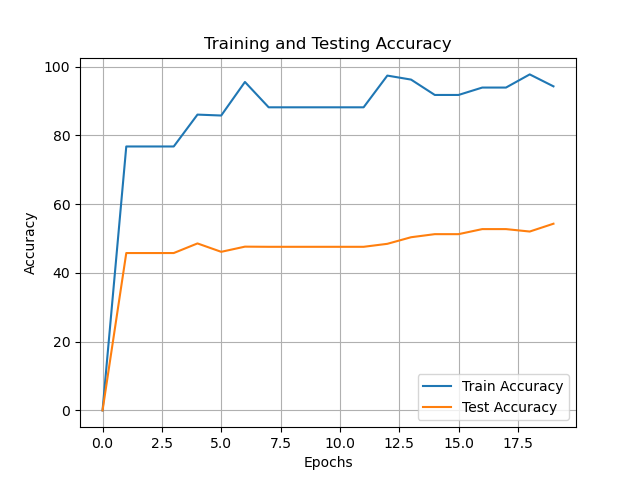 Training and Testing Accuracy
100
80
60
40
20
0
Accuracy
0.0 2.5 5.0 7.5 10.0 12.5 15.0 17.5
Epochs
Train Accuracy
Test Accuracy